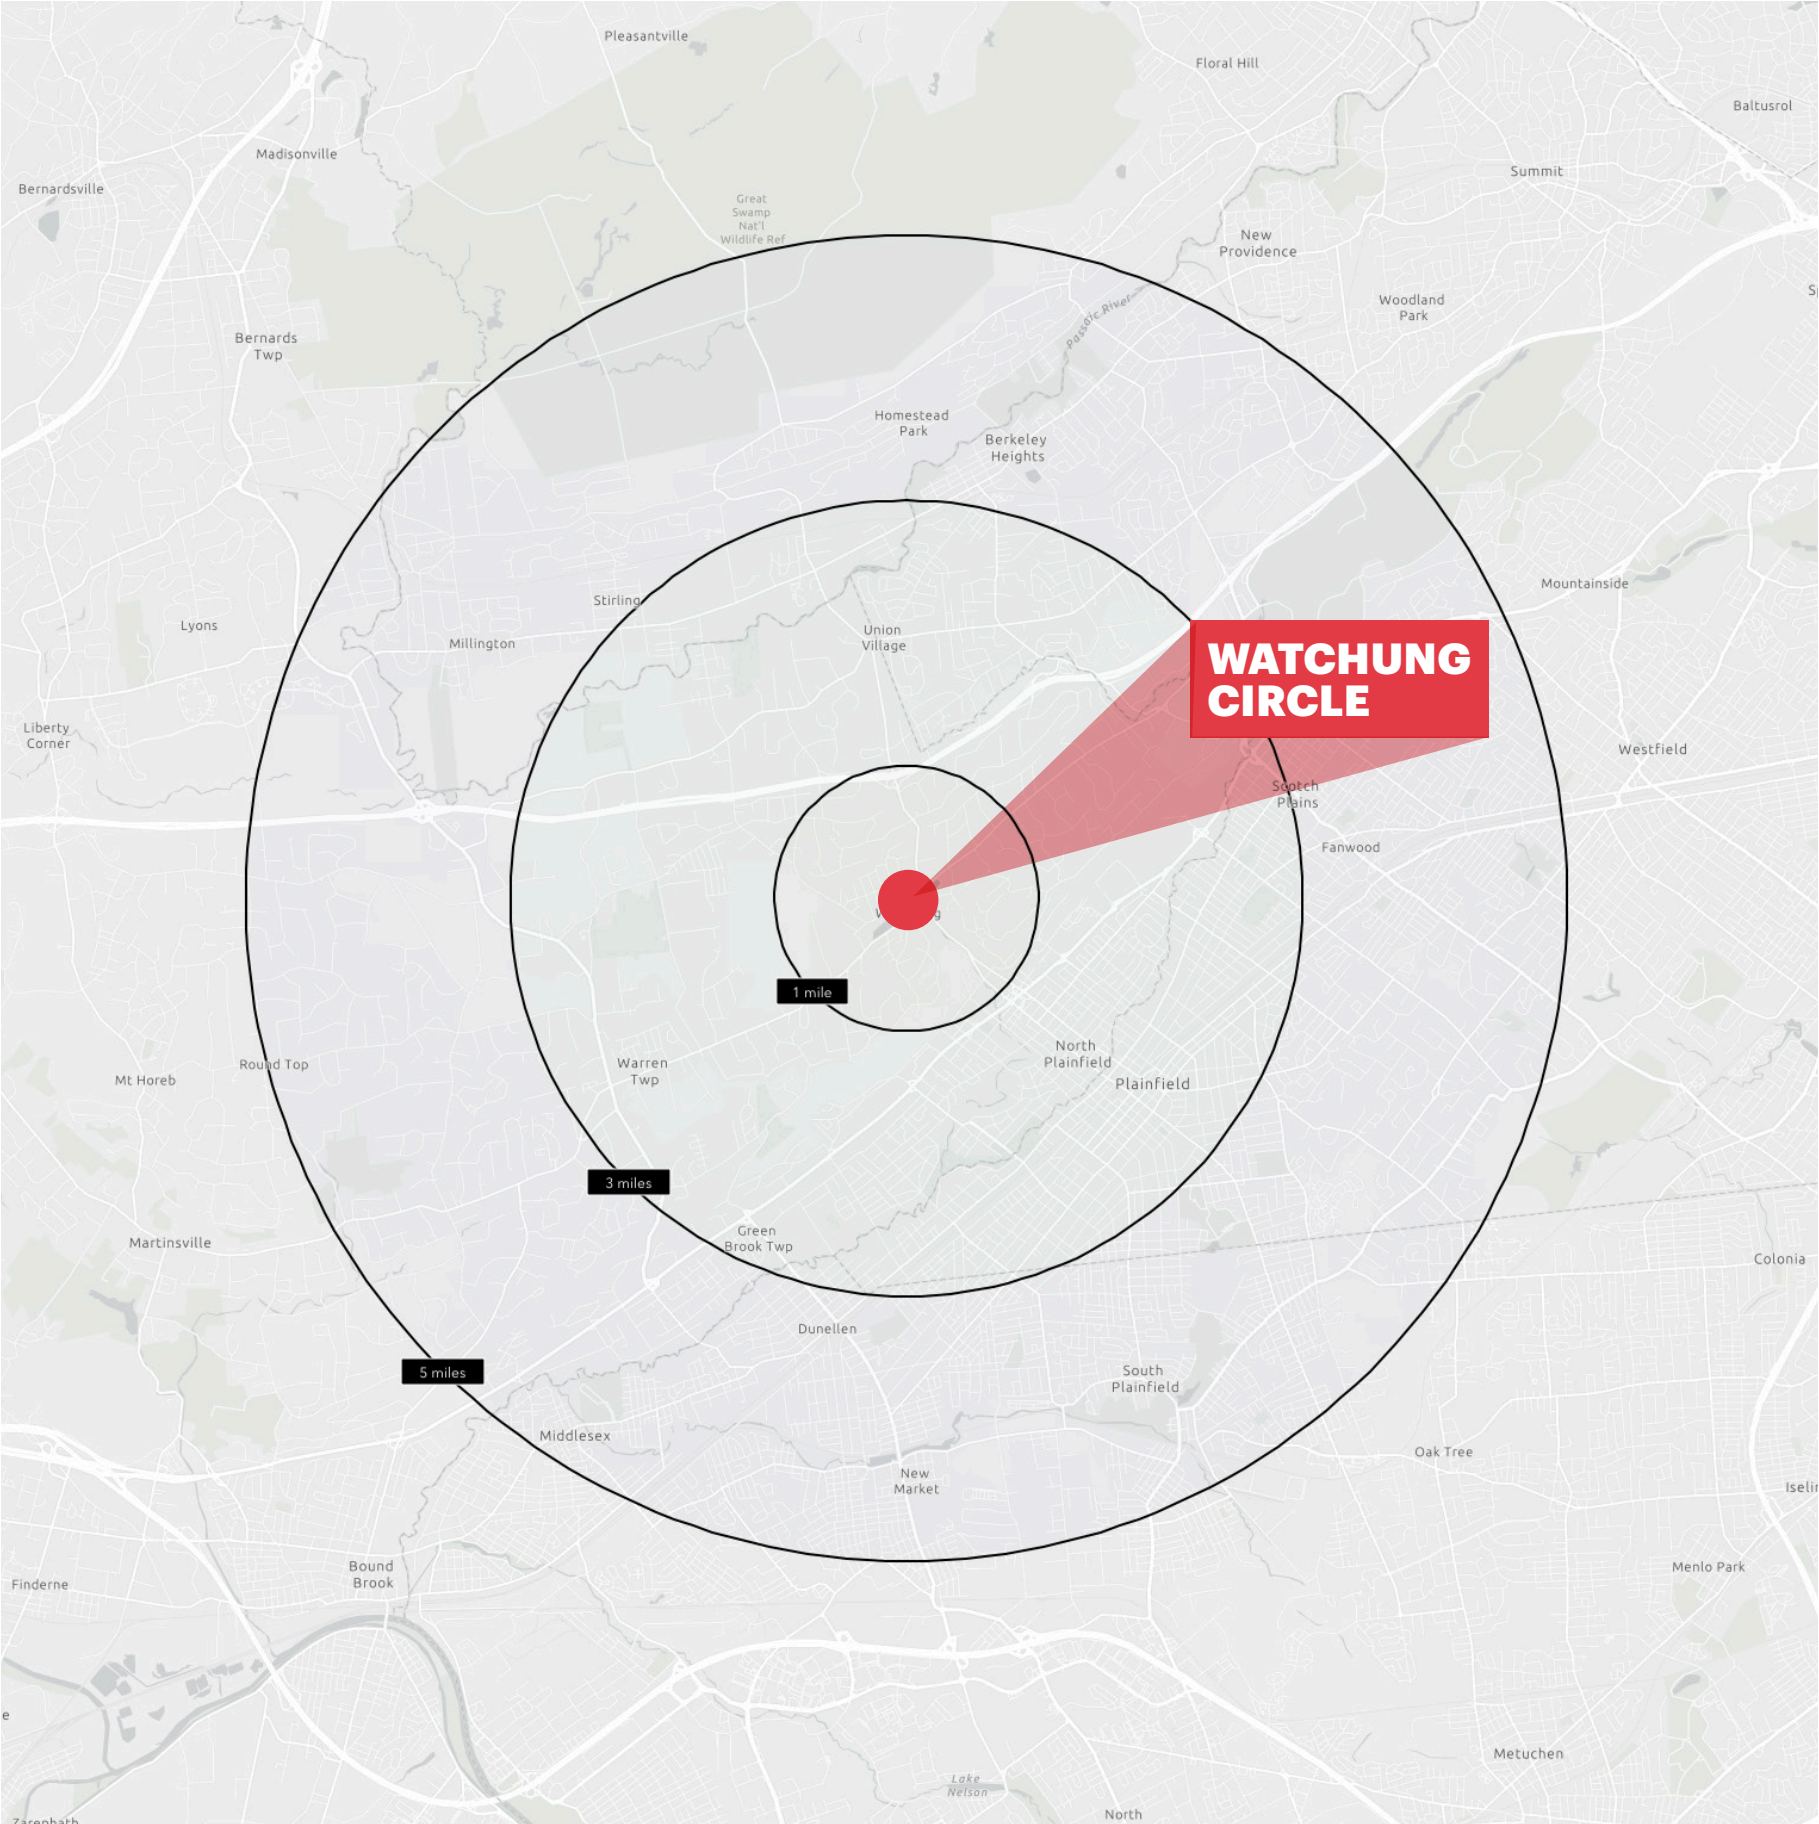 Pleasantville
Floral Hill
Baltusrol
Madisonville
Summit
Bernardsville
Great
Swamp
Nat'l
Wildlife Ref
New
Providence
Woodland
Park
Passaic River
Bernards
Twp
Homestead
Park
Berkeley
Heights
Mountainside
Stirling
Lyons
Union
Village
Millington
WATCHUNG
CIRCLE
Liberty
Corner
Westfield
Scotch
Plains
Fanwood
1 mile
North
Plainfield
Warren
Twp
Round Top
Mt Horeb
Plainfield
3 miles
Green
Brook Twp
Martinsville
Colonia
Dunellen
5 miles
South
Plainfield
Middlesex
Oak Tree
New
Market
Bound
Brook
Menlo Park
Finderne
Metuchen
Lake
Nelson
North